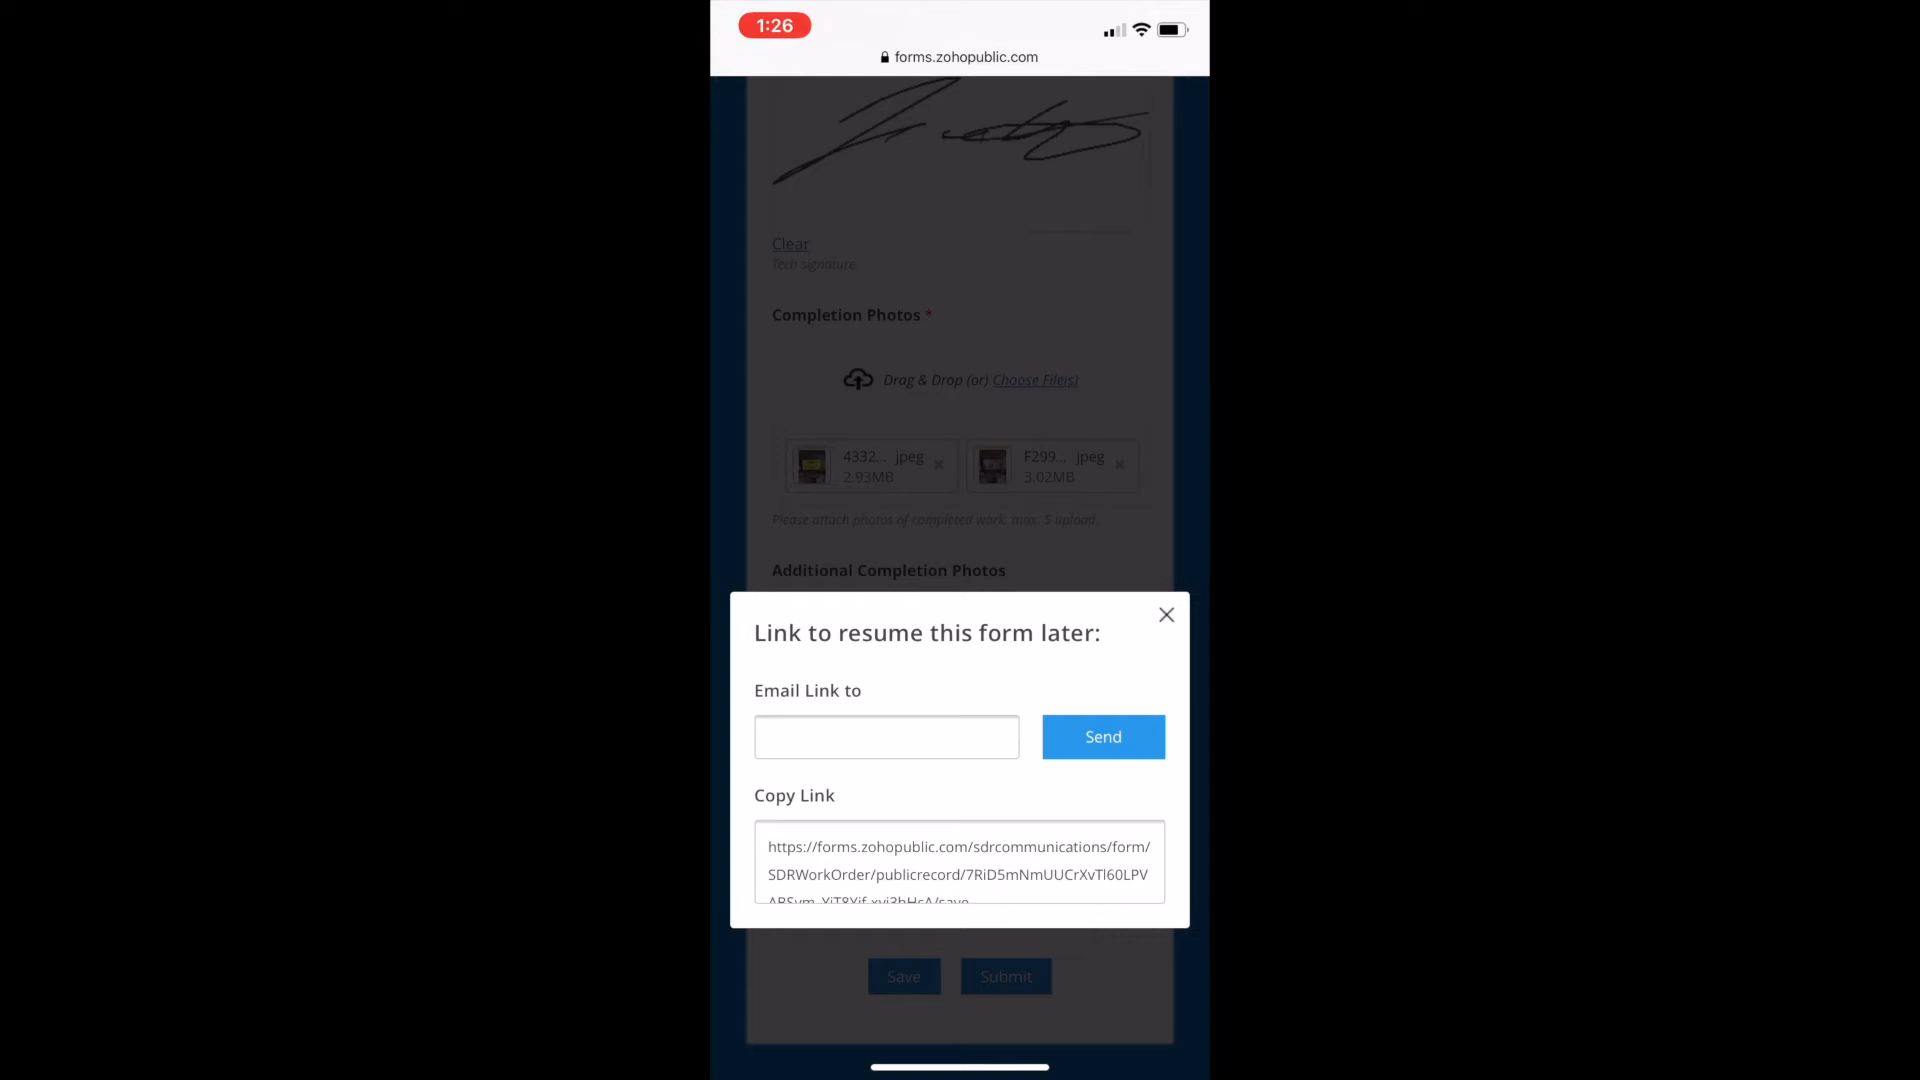 1:26
forms.zohopublic.com
Clear
Tech signature
Completion Photos *
Drag & Drop (or) Choose File(s)
4332... jpeg
2.93MB
F299... jpeg
3.02MB
Please attach photos of completed work. max. 5 upload.
Additional Completion Photos
Link to resume this form later:
Email Link to
Send
Copy Link
https://forms.zohopublic.com/sdrcommunications/form/
SDRWorkOrder/publicrecord/7RiD5mNmUUCrXvTl60LPV
Save
Submit